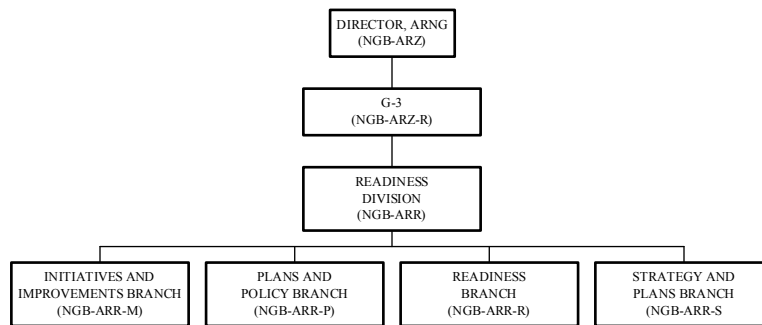 DIRECTOR, ARNG
(NGB-ARZ)
G-3
(NGB-ARZ-R)
READINESS
DIVISION
(NGB-ARR)
INITIATIVES AND
IMPROVEMENTS BRANCH
(NGB-ARR-M)
PLANS AND
POLICY BRANCH
(NGB-ARR-P)
READINESS
BRANCH
(NGB-ARR-R)
STRATEGY AND
PLANS BRANCH
(NGB-ARR-S